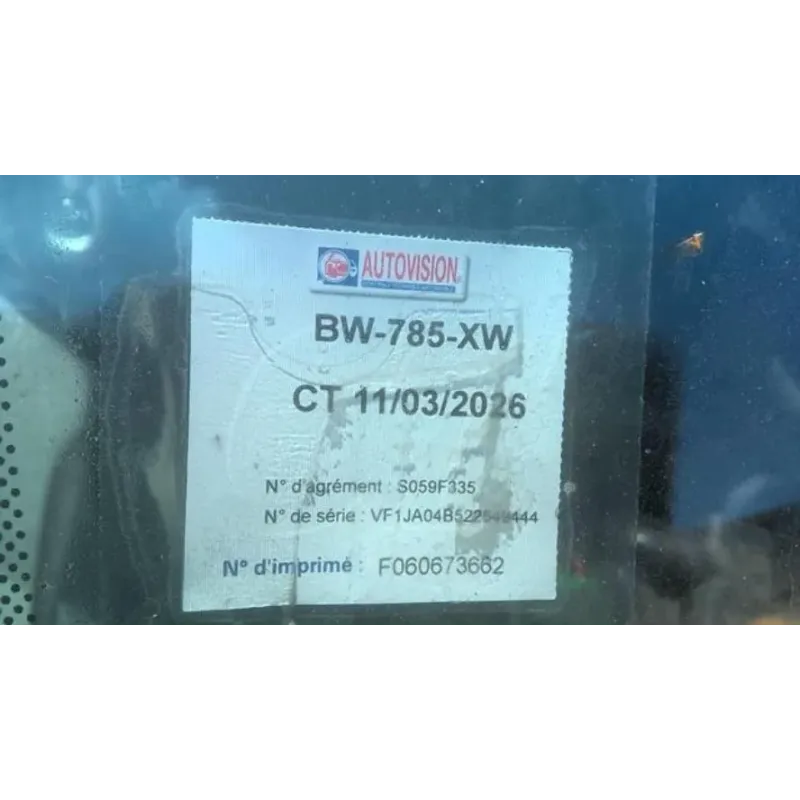 AUTOVISION
BW-785-XW
CT 11/03/2026
N° d'agrément : S059F335
N° de série :
N° d'imprimé : F060673662